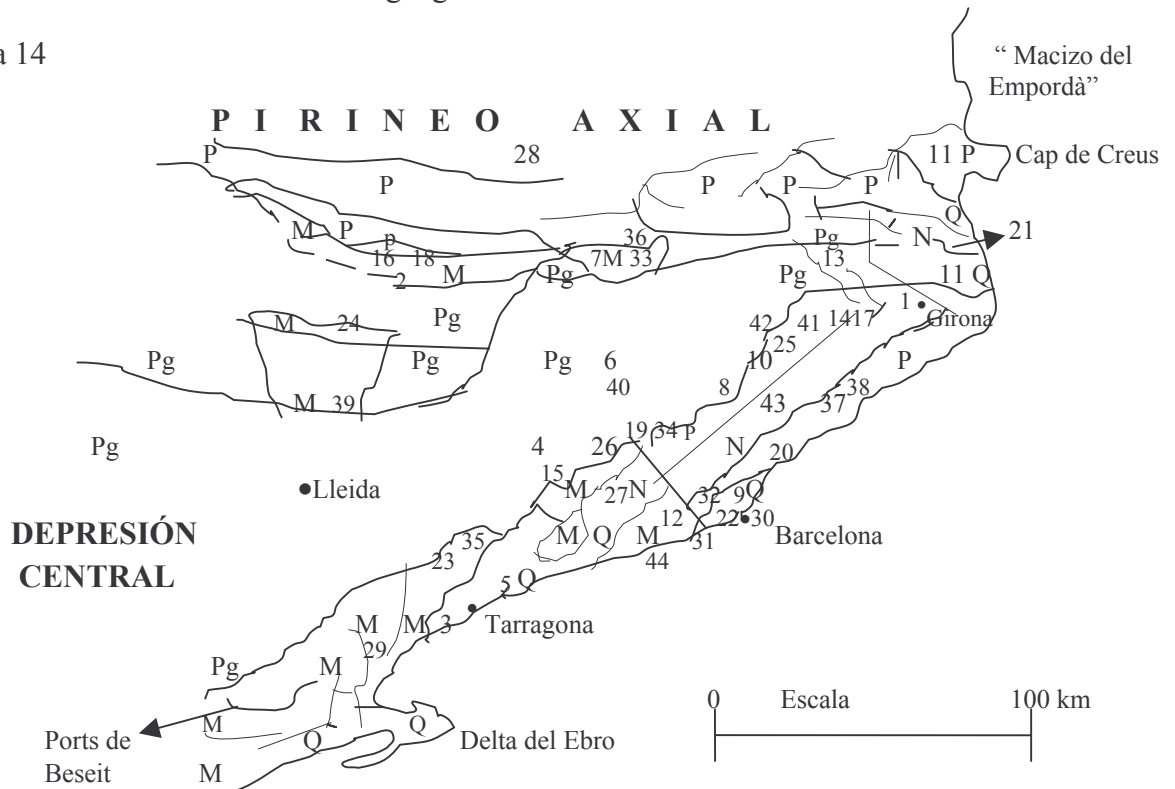 a 14
“ Macizo del
Empordà”
P I R I N E O A X I A L
P 28 11 P Cap de Creus
P P P P
Q
M P 36 Pg N 21
p
16 18 7M 33 13
2 M Pg Pg 11 Q
1
Girona
M 24 Pg 42 41 1417
25
Pg Pg Pg 6 10 P
40 8 38
M 39 43 37
19 34 P
Pg 4 26 N 20
15
Lleida M 27 N 32 9 Q
12 22 30
DEPRESIÓN M Q M 31 Barcelona
35
23 44
CENTRAL 5 Q
M M 3 Tarragona
29
Pg M
0 Escala 100 km
M Q
Ports de Q Delta del Ebro
Beseit M